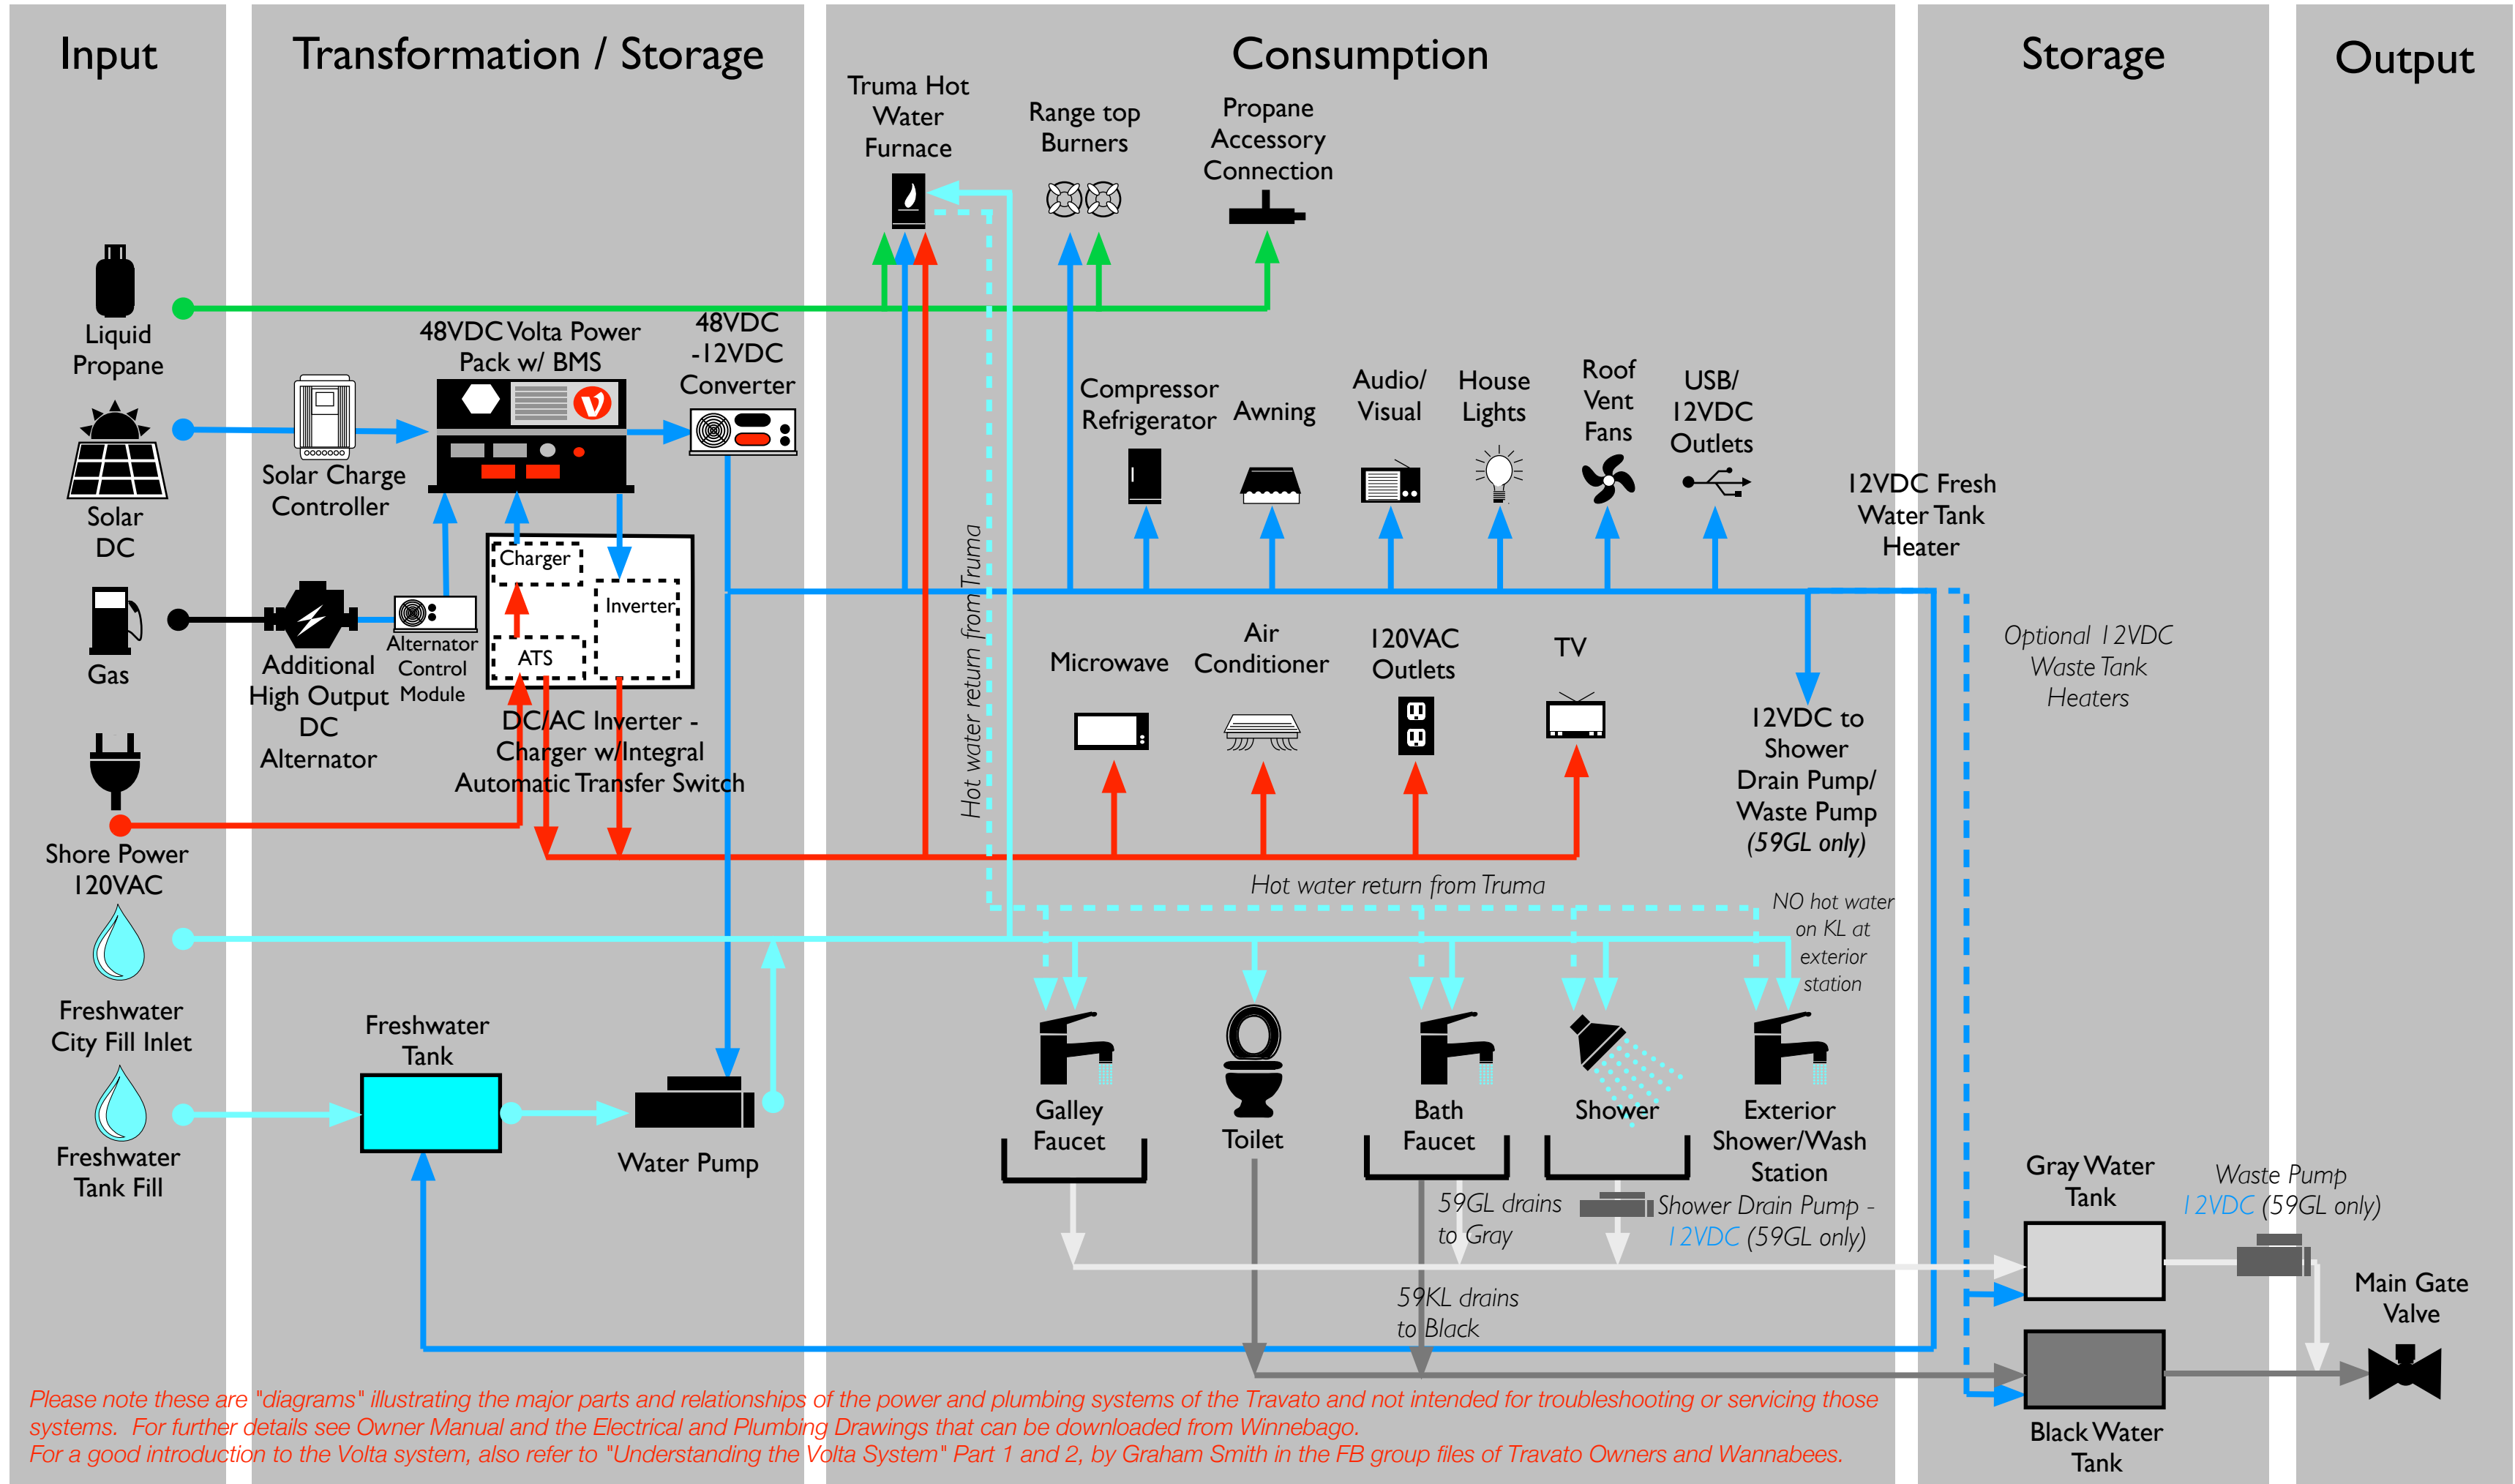 Input
Transformation / Storage
Consumption
Storage
Output
Truma Hot
Water
Furnace
Range top
Burners
Propane
Accessory
Connection
Liquid
Propane
48VDC Volta Power
Pack w/ BMS
48VDC
-12VDC
Converter
Solar Charge
Controller
Solar
DC
Compressor
Refrigerator
Awning
Audio/
Visual
House
Lights
Roof
Vent
Fans
USB/
12VDC
Outlets
12VDC Fresh
Water Tank
Heater
Charger
Inverter
ATS
Gas
Additional
High Output
DC
Alternator
Alternator
Control
Module
DC/AC Inverter -
Charger w/Integral
Automatic Transfer Switch
Hot water return from Truma
Microwave
Air
Conditioner
120VAC
Outlets
TV
Optional 12VDC
Waste Tank
Heaters
12VDC to
Shower
Drain Pump/
Waste Pump
(59GL only)
Shore Power
120VAC
Hot water return from Truma
NO hot water
on KL at
exterior
station
Freshwater
City Fill Inlet
Freshwater
Tank
Freshwater
Tank Fill
Water Pump
Galley
Faucet
Toilet
Bath
Faucet
Shower
Exterior
Shower/Wash
Station
59GL drains
to Gray
Shower Drain Pump -
12VDC (59GL only)
59KL drains
to Black
Gray Water
Tank
Waste Pump
12VDC (59GL only)
Main Gate
Valve
Black Water
Tank
Please note these are "diagrams" illustrating the major parts and relationships of the power and plumbing systems of the Travato and not intended for troubleshooting or servicing those
systems.  For further details see Owner Manual and the Electrical and Plumbing Drawings that can be downloaded from Winnebago.
For a good introduction to the Volta system, also refer to "Understanding the Volta System" Part 1 and 2, by Graham Smith in the FB group files of Travato Owners and Wannabees.